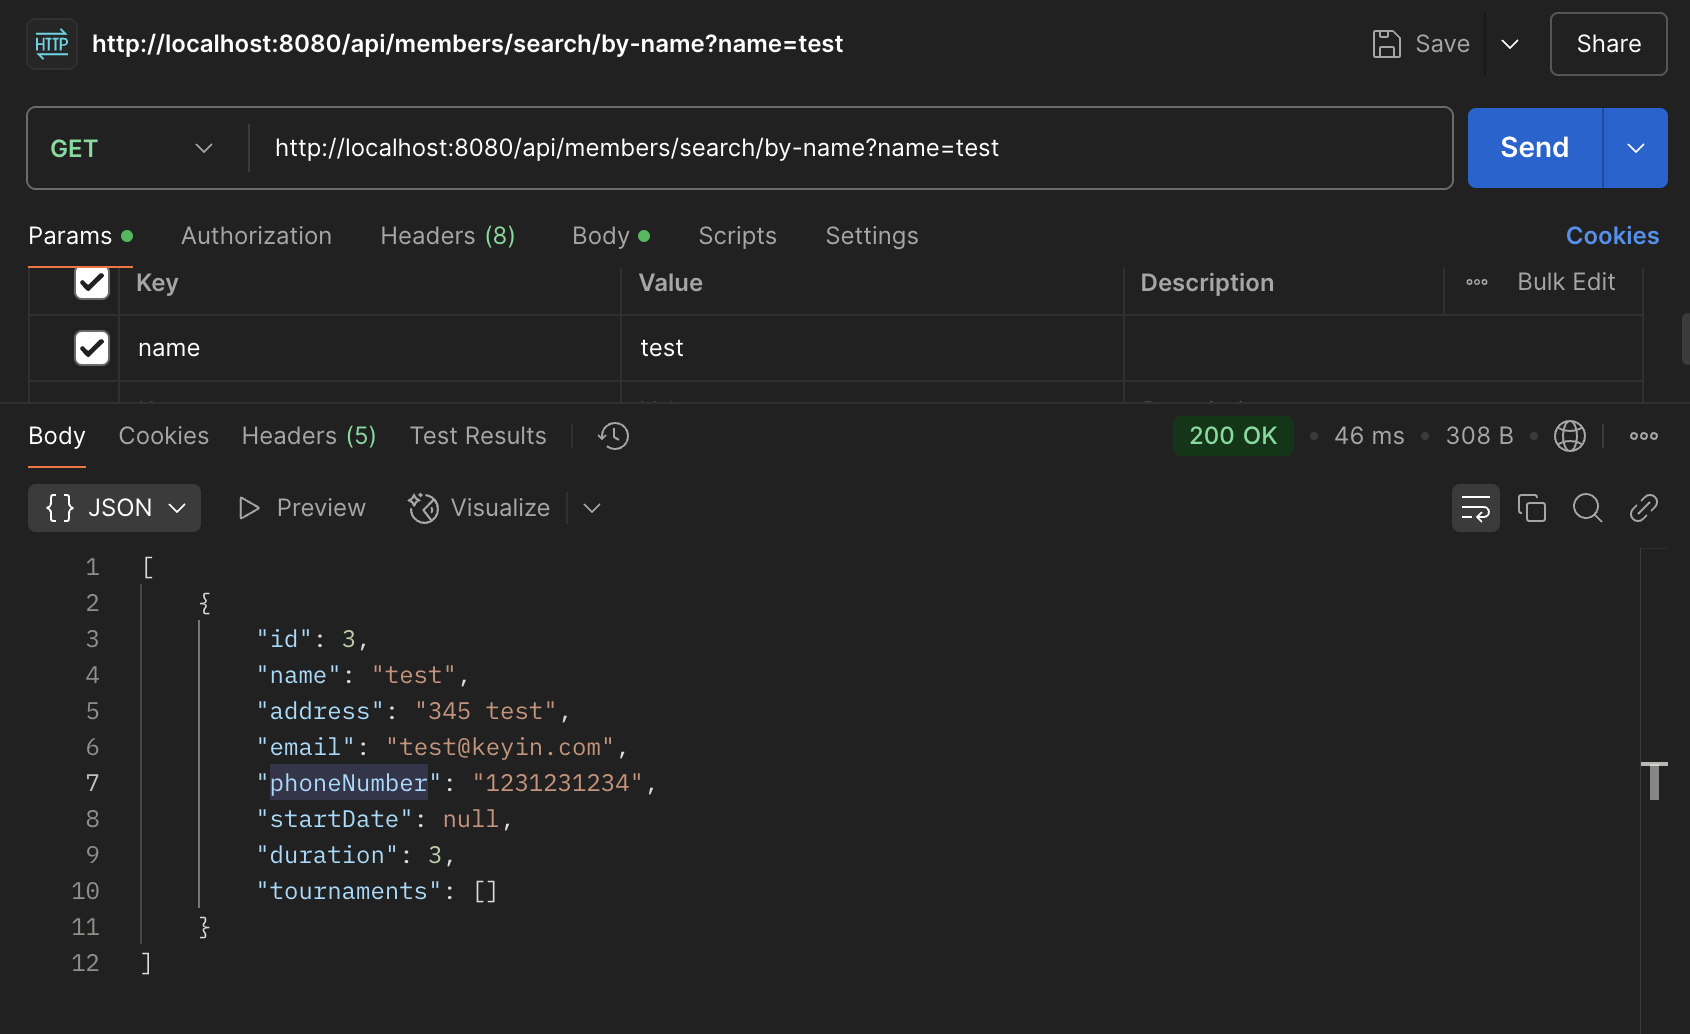 HTTP http://localhost:8080/api/members/search/by-name?name=test Save Share
GET http://localhost:8080/api/members/search/by-name?name=test Send
Params Authorization Headers (8) Body Scripts Settings Cookies
Key Value Description Bulk Edit
name test
Body Cookies Headers (5) Test Results 200 OK 46 ms 308 B
{} JSON Preview Visualize
1 [
2 {
3 "id": 3,
4 "name": "test",
5 "address": "345 test",
6 "email": "test@keyin.com",
7 "phoneNumber": "1231231234",
8 "startDate": null,
9 "duration": 3,
10 "tournaments": []
11 }
12 ]